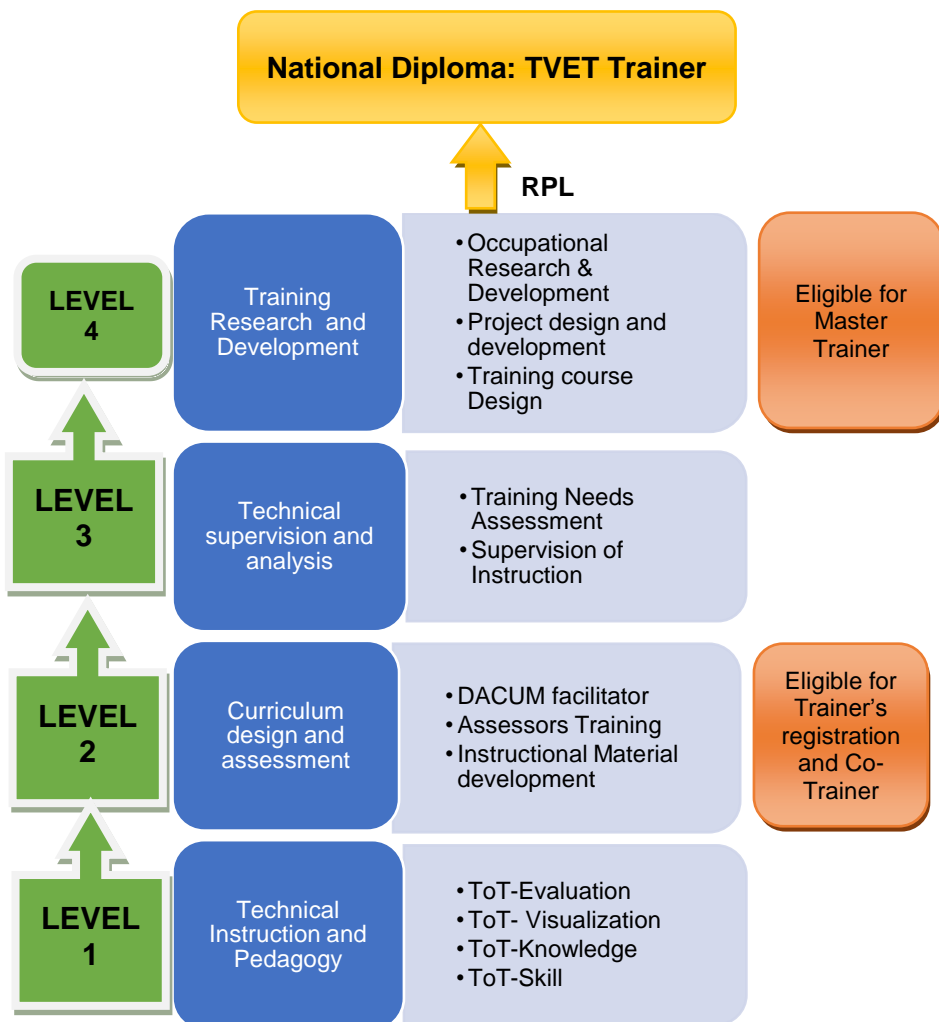 National Diploma: TVET Trainer
RPL
LEVEL
4
Training
Research and
Development
• Occupational
Research &
Development
• Project design and
development
• Training course
Design
Eligible for
Master
Trainer
LEVEL
3
Technical
supervision and
analysis
• Training Needs
Assessment
• Supervision of
Instruction
LEVEL
2
Curriculum
design and
assessment
• DACUM facilitator
• Assessors Training
• Instructional Material
development
Eligible for
Trainer’s
registration
and Co-
Trainer
LEVEL
1
Technical
Instruction and
Pedagogy
• ToT-Evaluation
• ToT- Visualization
• ToT-Knowledge
• ToT-Skill